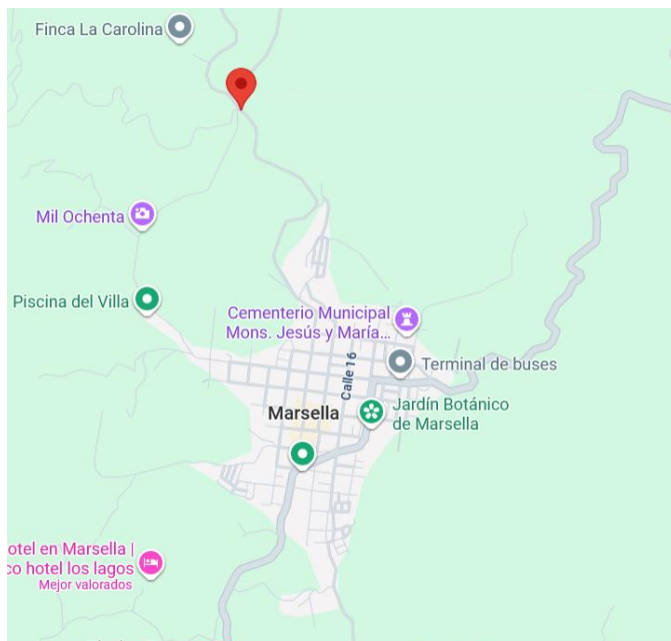 Finca La Carolina
Mil Ochenta
Piscina del Villa
Cementerio Municipal
Mons. Jesús y María...
Calle 16
Terminal de buses
Marsella
Jardín Botánico
de Marsella
otel en Marsella |
co hotel los lagos
Mejor valorados